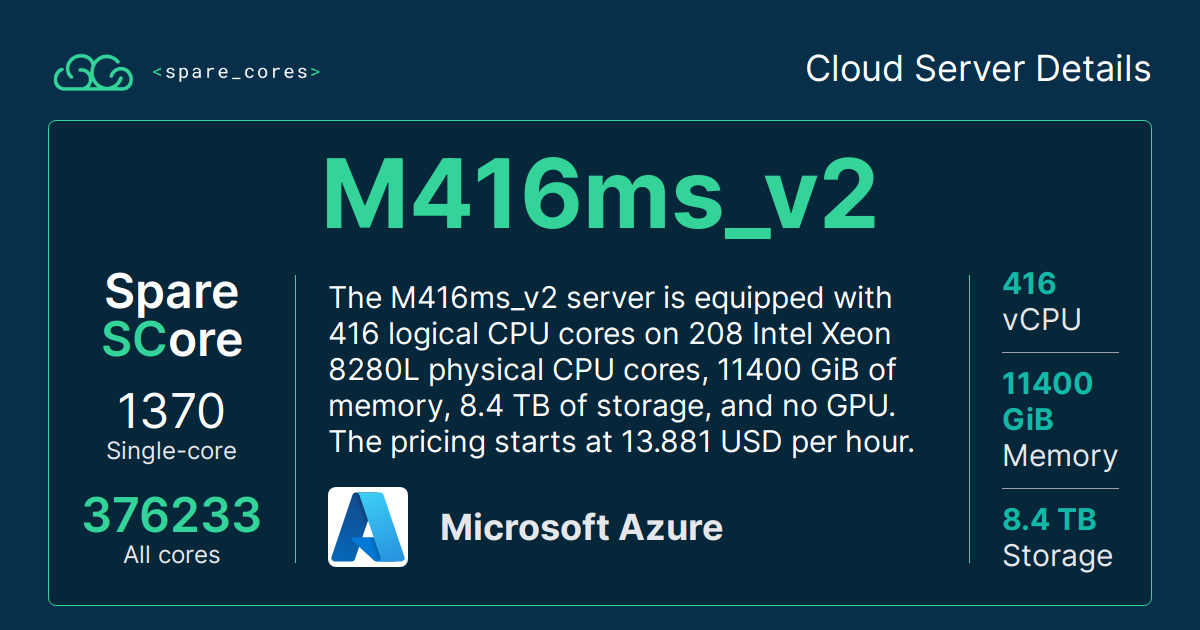 <spare_cores>
Cloud Server Details
M416ms_v2
Spare
SCore
1370
Single-core
376233
All cores
The M416ms_v2 server is equipped with
416 logical CPU cores on 208 Intel Xeon
8280L physical CPU cores, 11400 GiB of
memory, 8.4 TB of storage, and no GPU.
The pricing starts at 13.881 USD per hour.
Microsoft Azure
416
vCPU
11400
GiB
Memory
8.4 TB
Storage